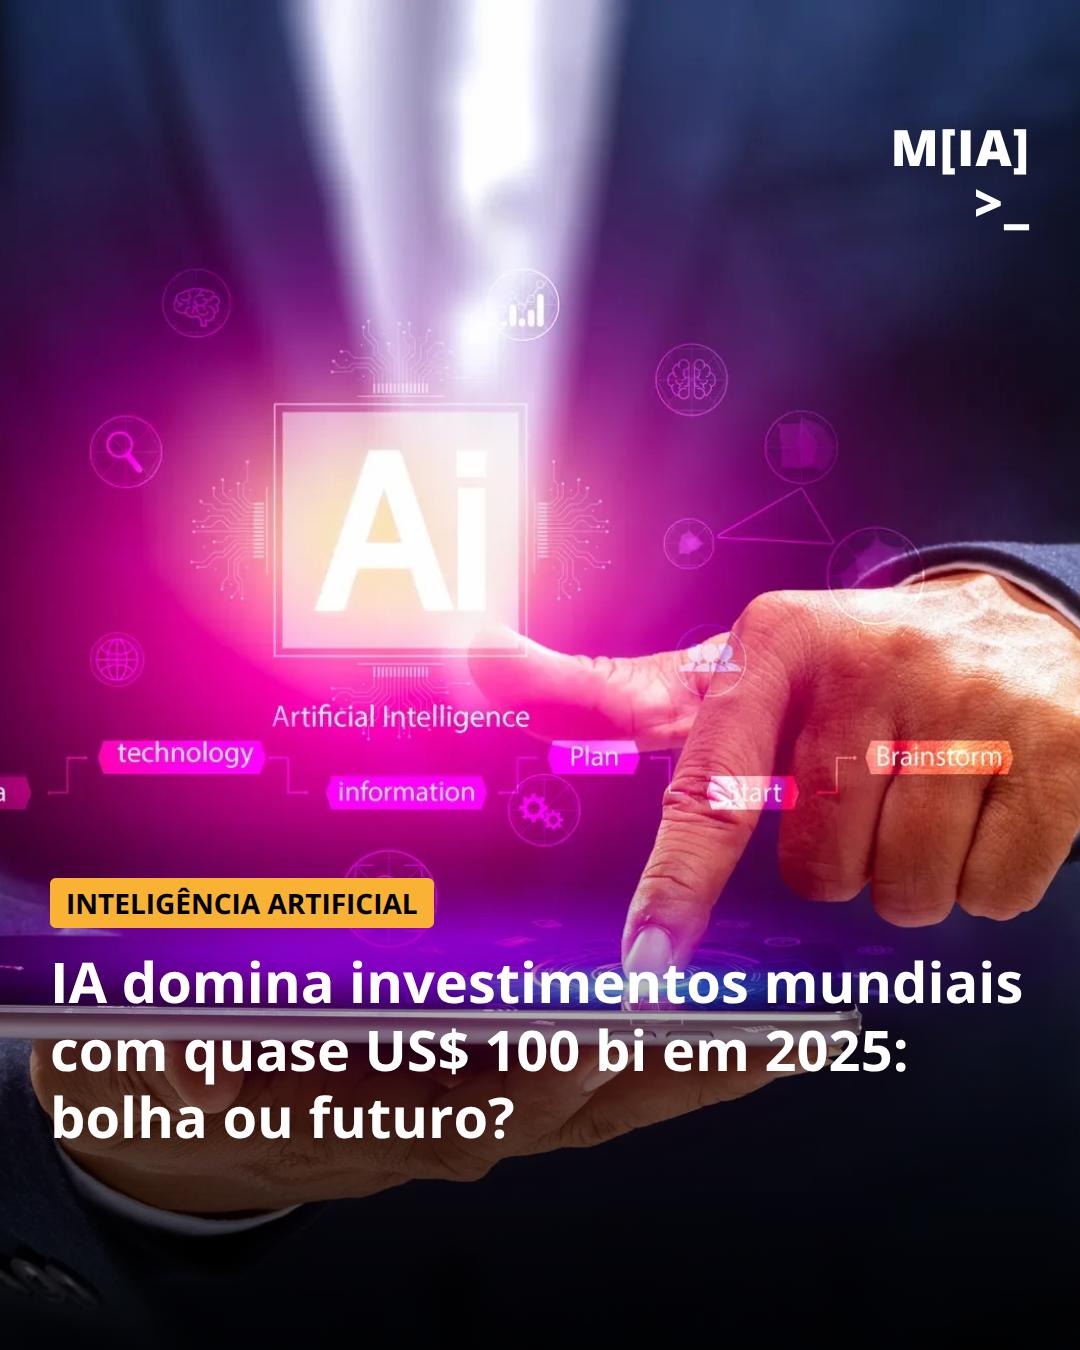 M[IA]
>_
Ai
Artificial Intelligence
technology
Plan
Brainstorm
a
information
Start
INTELIGÊNCIA ARTIFICIAL
IA domina investimentos mundiais
com quase US$ 100 bi em 2025:
bolha ou futuro?